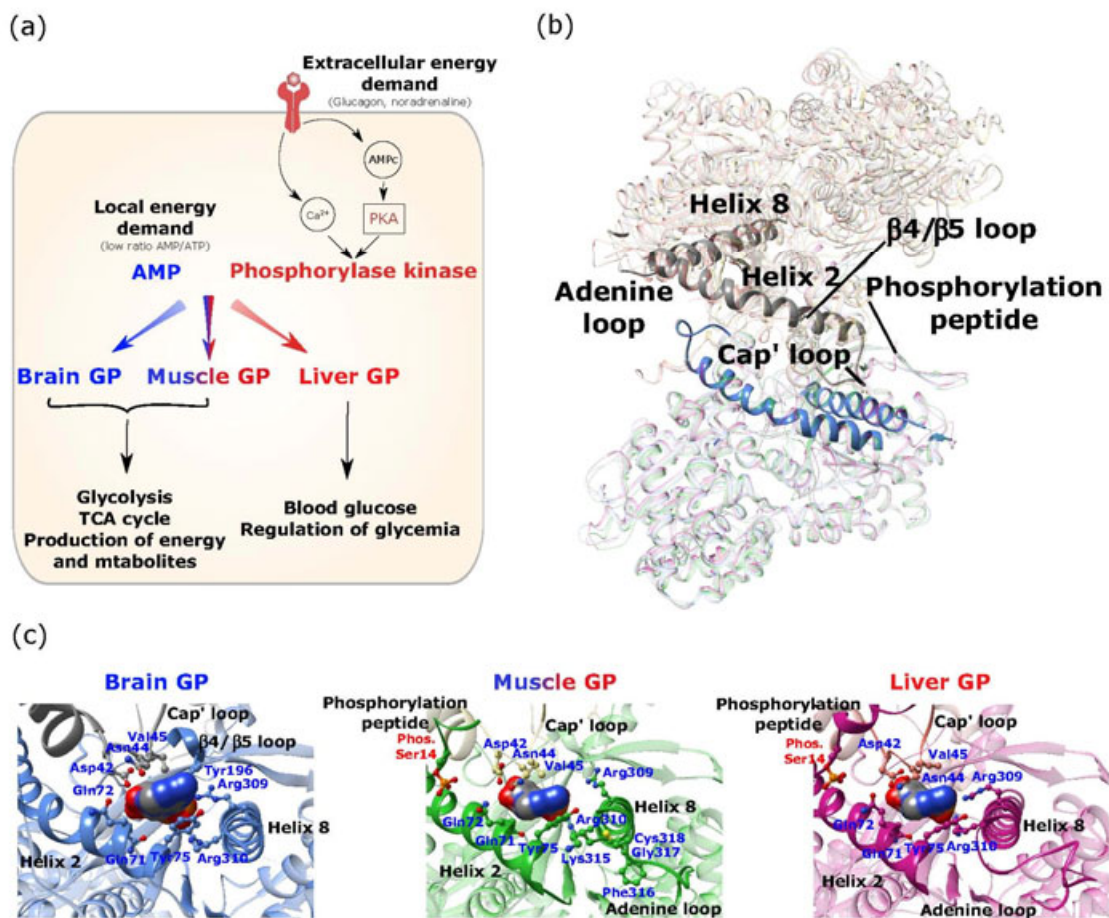 (a)
Extracellular energy
demand
(Glucagon, noradrenaline)
AMPc
Ca2+
PKA
Local energy
demand
(low ratio AMP/ATP)
AMP
Phosphorylase kinase
Brain GP
Muscle GP
Liver GP
Glycolysis
TCA cycle
Production of energy
and mtabolites
Blood glucose
Regulation of glycemia
(b)
Helix 8
β4/β5 loop
Helix 2
Adenine
loop
Phosphorylation
peptide
Cap' loop
(c)
Brain GP
Cap' loop
Val45
β4/β5 loop
Asn44
Asp42
Tyr196
Arg309
Gln72
Helix 8
Helix 2
Gln71
Tyr75
Arg310
Muscle GP
Phosphorylation
peptide
Cap' loop
Phos.
Ser14
Asp42
Asn44
Val45
Arg309
Helix 8
Gln72
Arg310
Gln71
Tyr75
Cys318
Lys315
Gly317
Helix 2
Phe316
Adenine loop
Liver GP
Phosphorylation
peptide
Cap' loop
Phos.
Ser14
Asp42
Val45
Asn44
Arg309
Helix 8
Gln72
Gln71
Tyr75
Arg310
Helix 2
Adenine loop